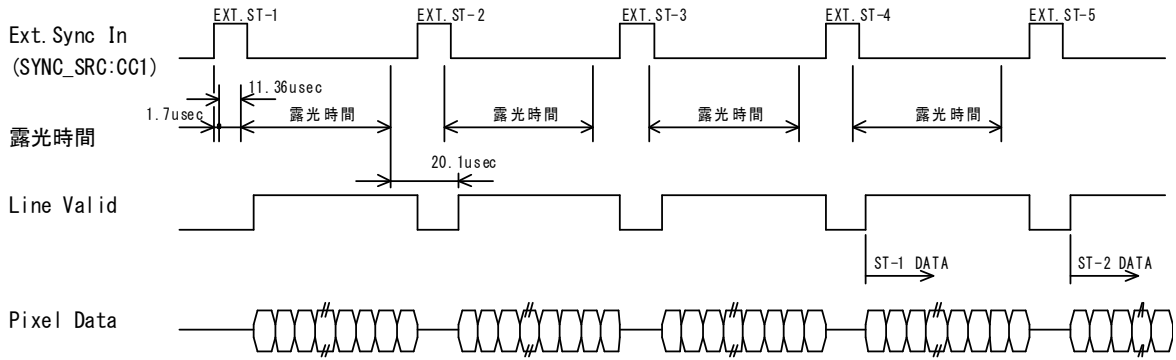 EXT.ST-1 EXT.ST-2 EXT.ST-3 EXT.ST-4 EXT.ST-5
Ext.Sync In
(SYNC_SRC:CC1)
11.36usec
1.7usec 露光時間 露光時間 露光時間 露光時間
露光時間
20.1usec
Line Valid
ST-1 DATA ST-2 DATA
Pixel Data